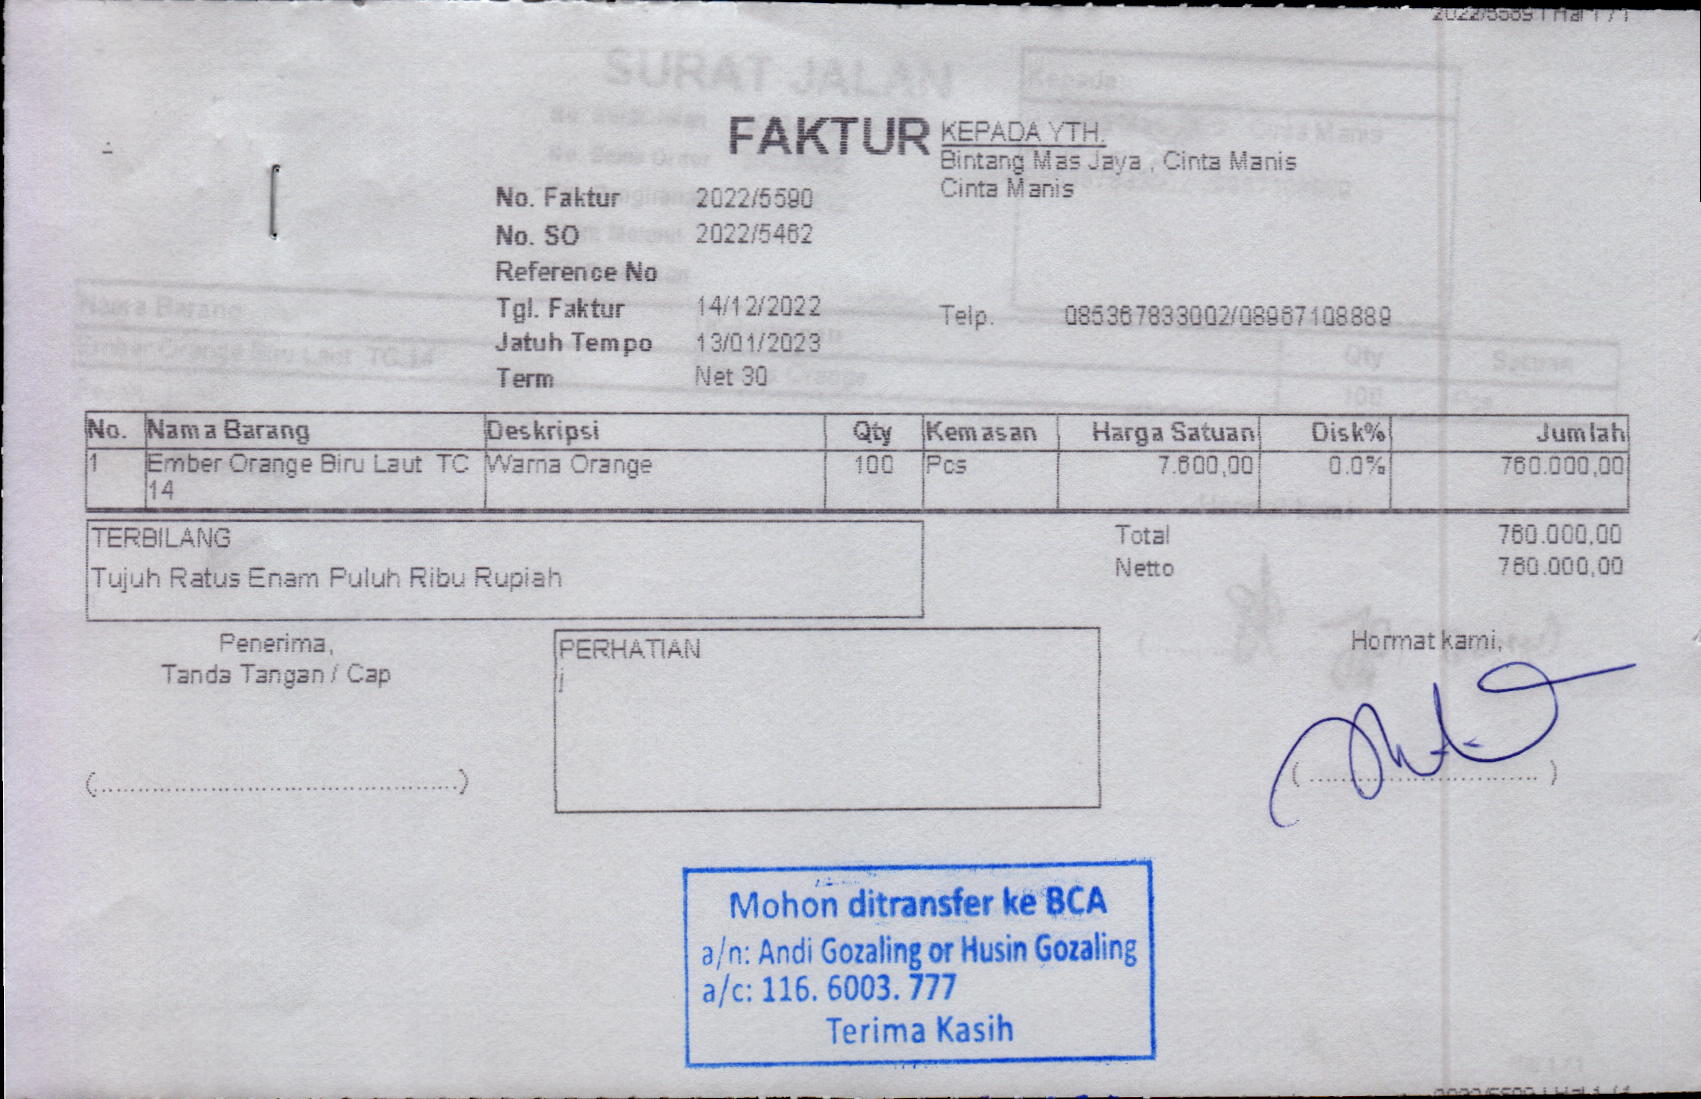 FAKTUR
KEPADA YTH.
Bintang Mas Jaya , Cinta Manis
Cinta Manis
No. Faktur 2022/5590
No. SO 2022/5462
Reference No
Tgl. Faktur 14/12/2022
Telp. 085367833002/08967108889
Jatuh Tempo 13/01/2023
Term Net 30
No. Nama Barang Deskripsi Qty Kemasan Harga Satuan Disk% Jumlah
1 Ember Orange Biru Laut TC Warna Orange 100 Pcs 7.600,00 0.0% 760.000,00
14
TERBILANG
Tujuh Ratus Enam Puluh Ribu Rupiah
Total 760.000,00
Netto 760.000,00
Penerima,
Tanda Tangan / Cap
PERHATIAN
Hormat kami,
Mohon ditransfer ke BCA
a/n: Andi Gozaling or Husin Gozaling
a/c: 116. 6003. 777
Terima Kasih